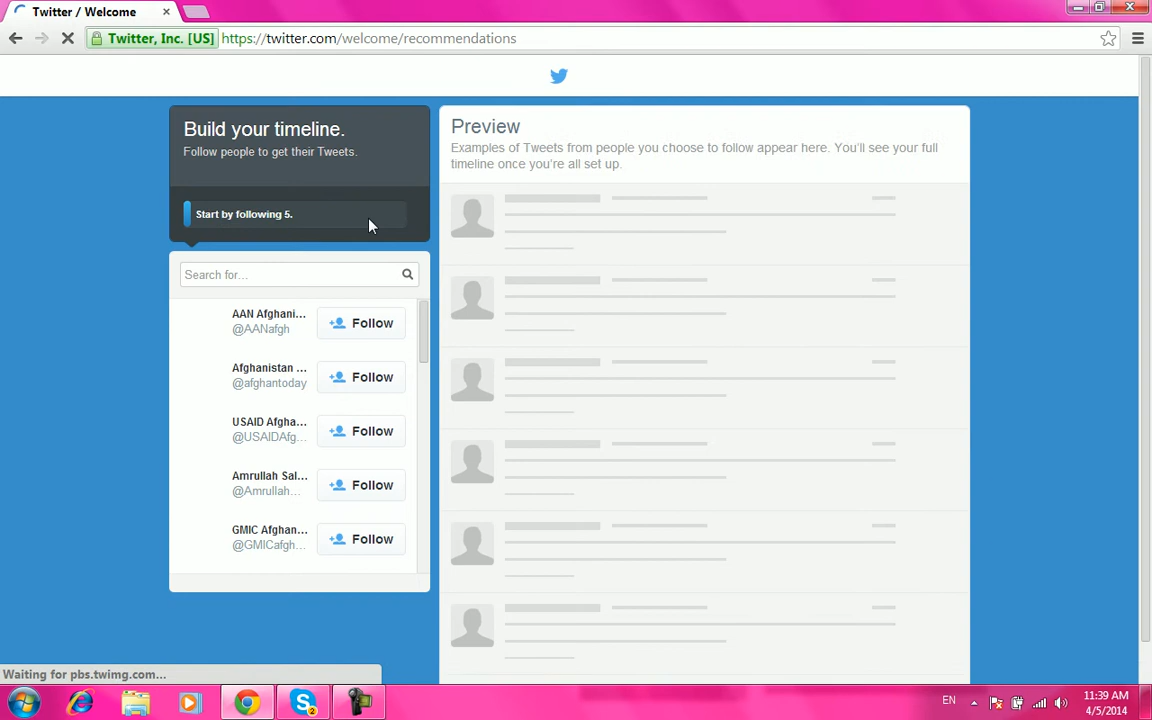 Twitter / Welcome
Twitter, Inc. [US] https://twitter.com/welcome/recommendations
Build your timeline.
Follow people to get their Tweets.
Start by following 5.
Search for...
AAN Afghani...
@AANafgh
Follow
Afghanistan ...
@afghantoday
Follow
USAID Afgha...
@USAIDAfg...
Follow
Amrullah Sal...
@Amrullah...
Follow
GMIC Afghan...
@GMICafgh...
Follow
Preview
Examples of Tweets from people you choose to follow appear here. You'll see your full
timeline once you're all set up.
Waiting for pbs.twimg.com...
2
EN
11:39 AM
4/5/2014